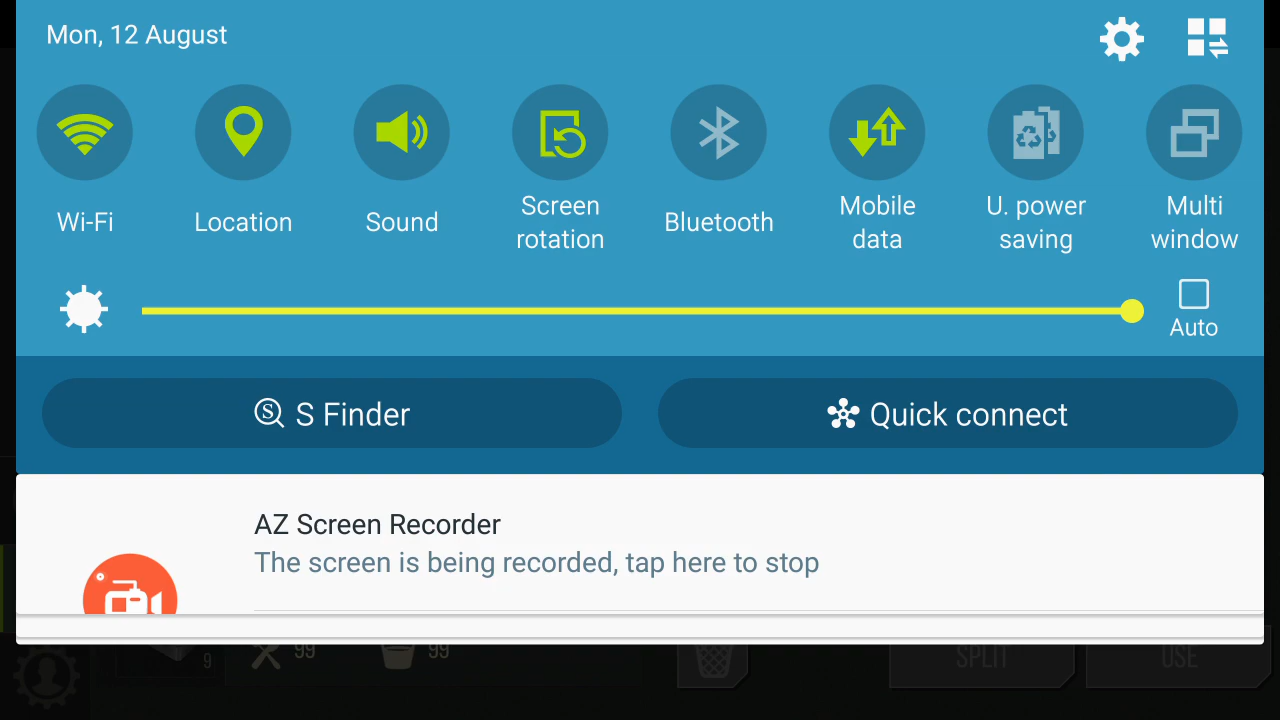 Mon, 12 August
Wi-Fi
Location
Sound
Screen rotation
Bluetooth
Mobile data
U. power saving
Multi window
Auto
S Finder
Quick connect
AZ Screen Recorder
The screen is being recorded, tap here to stop
9
99
99
SPLIT
USE